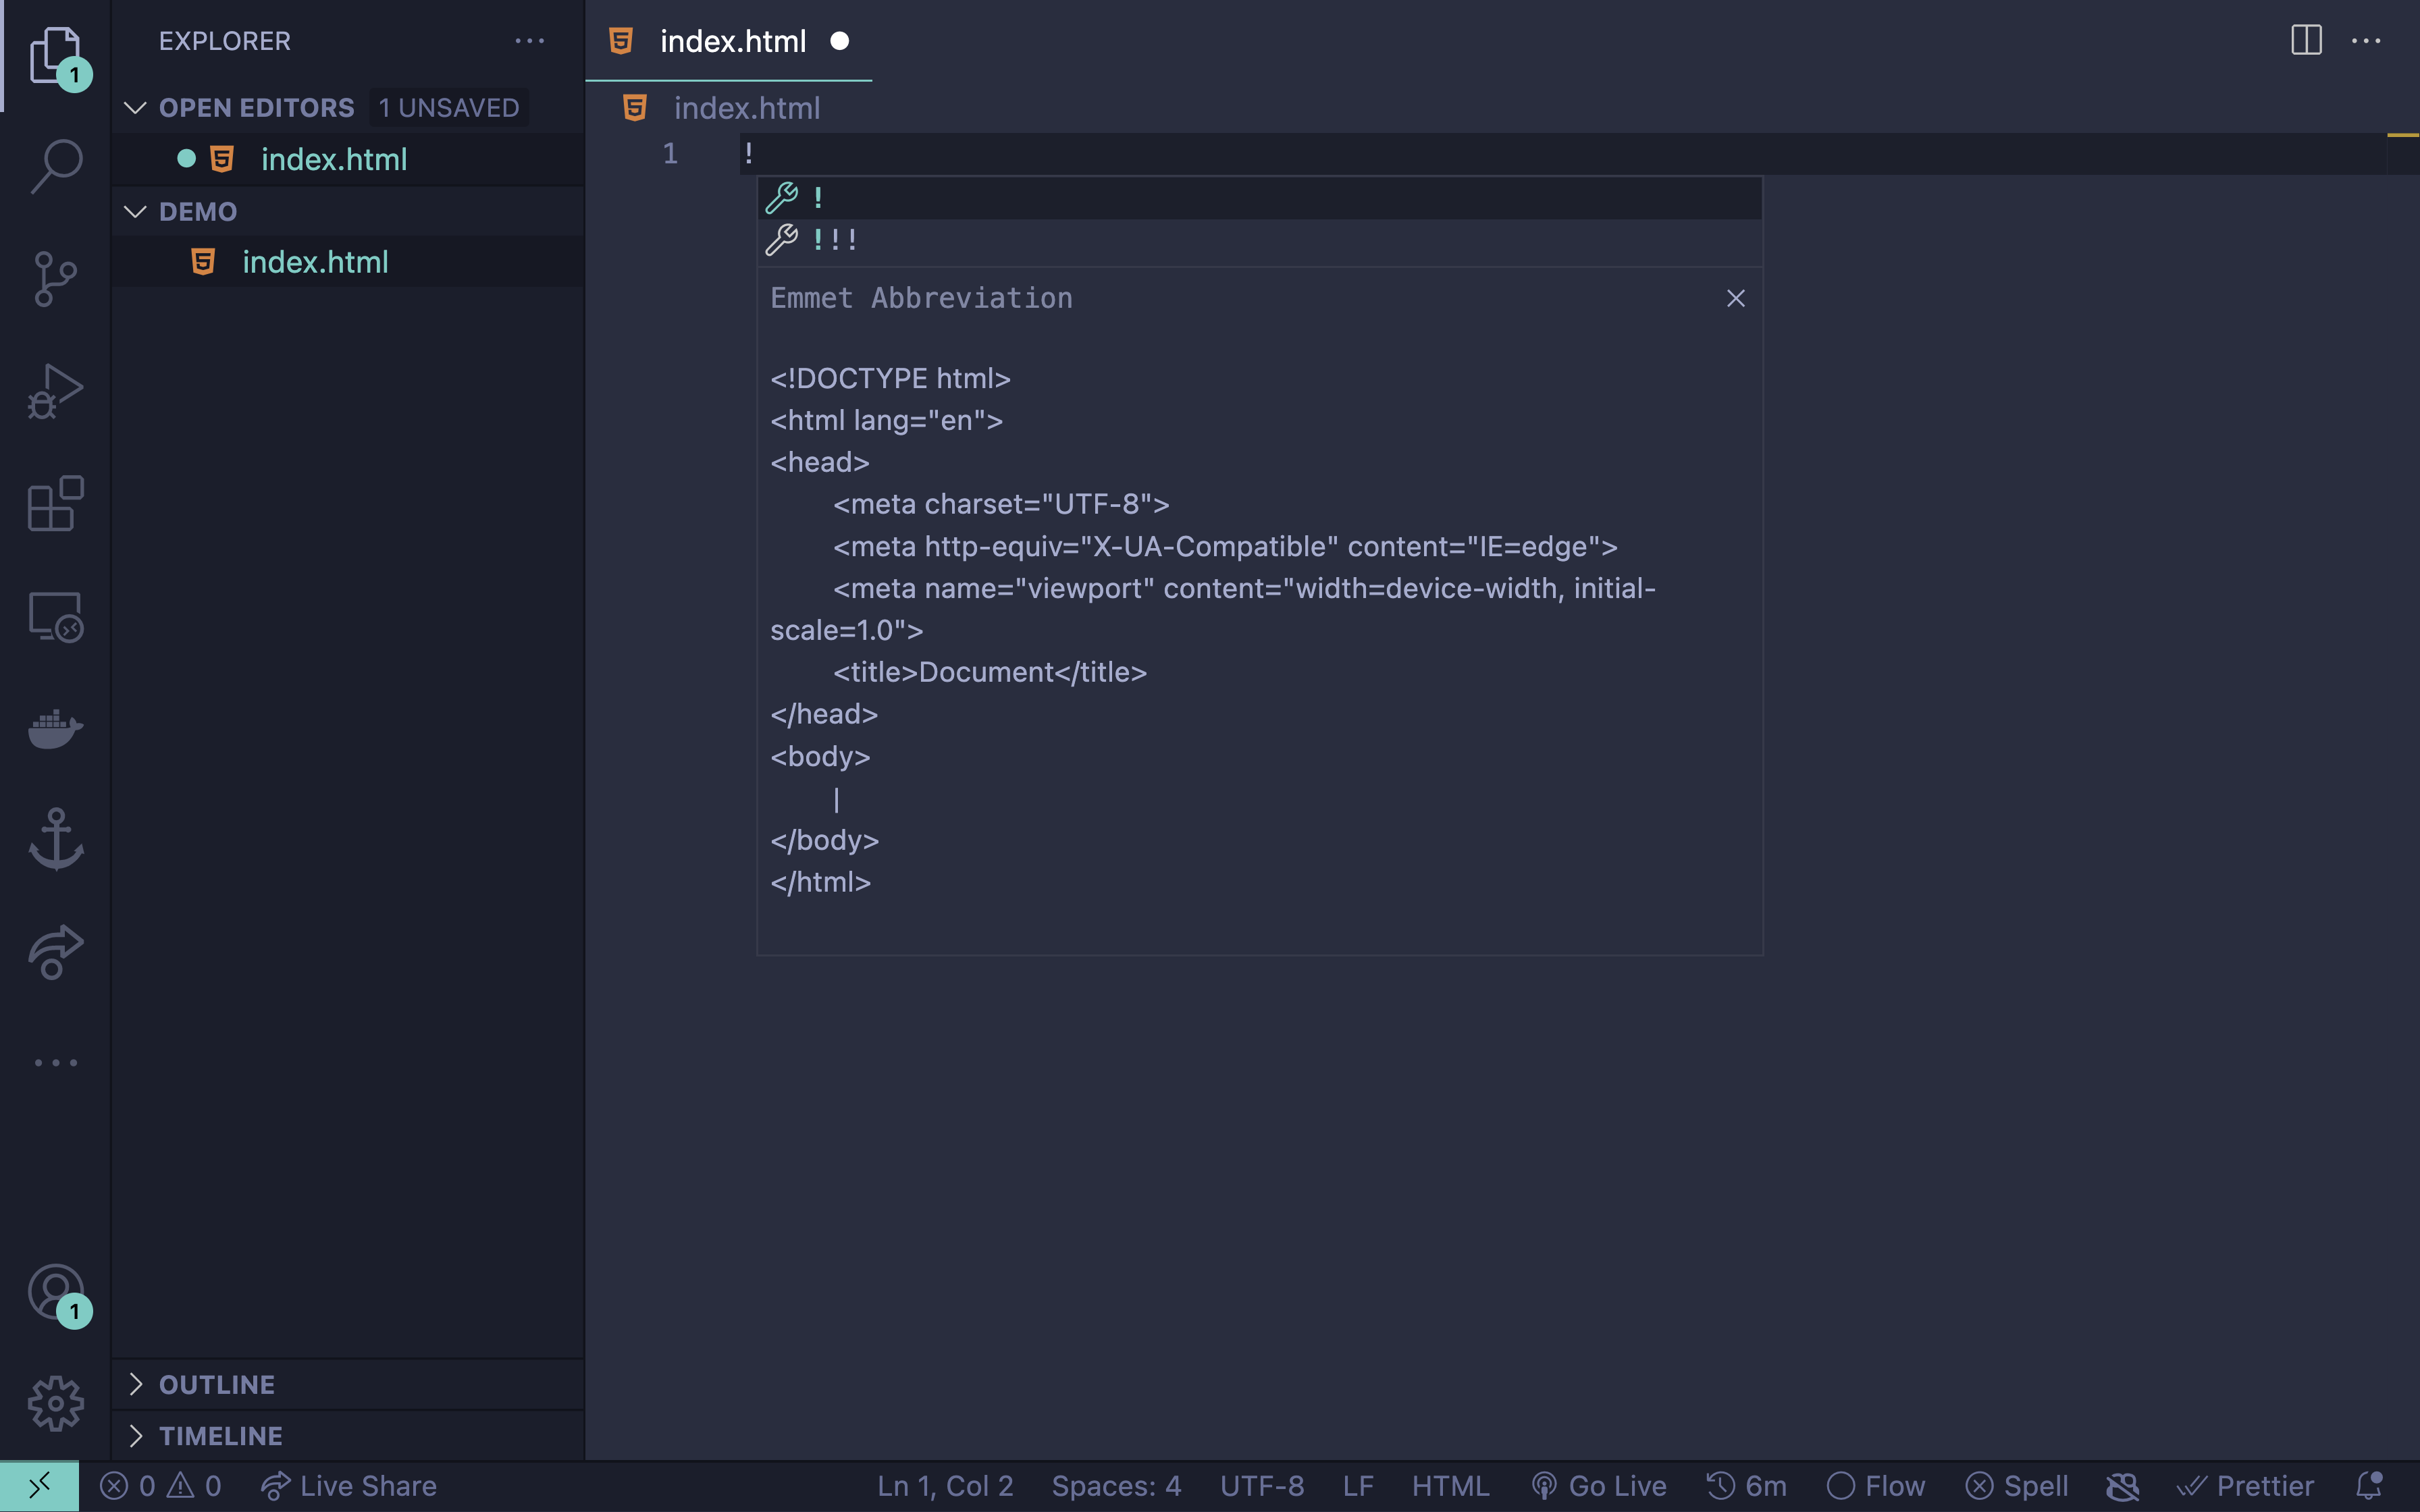 EXPLORER
1
OPEN EDITORS 1 UNSAVED
index.html
DEMO
index.html
OUTLINE
TIMELINE
1
index.html
index.html
1 !
!
!!!
Emmet Abbreviation
<!DOCTYPE html>
<html lang="en">
<head>
<meta charset="UTF-8">
<meta http-equiv="X-UA-Compatible" content="IE=edge">
<meta name="viewport" content="width=device-width, initial-
scale=1.0">
<title>Document</title>
</head>
<body>
|
</body>
</html>
0 0 Live Share Ln 1, Col 2 Spaces: 4 UTF-8 LF HTML Go Live 6m Flow Spell Prettier